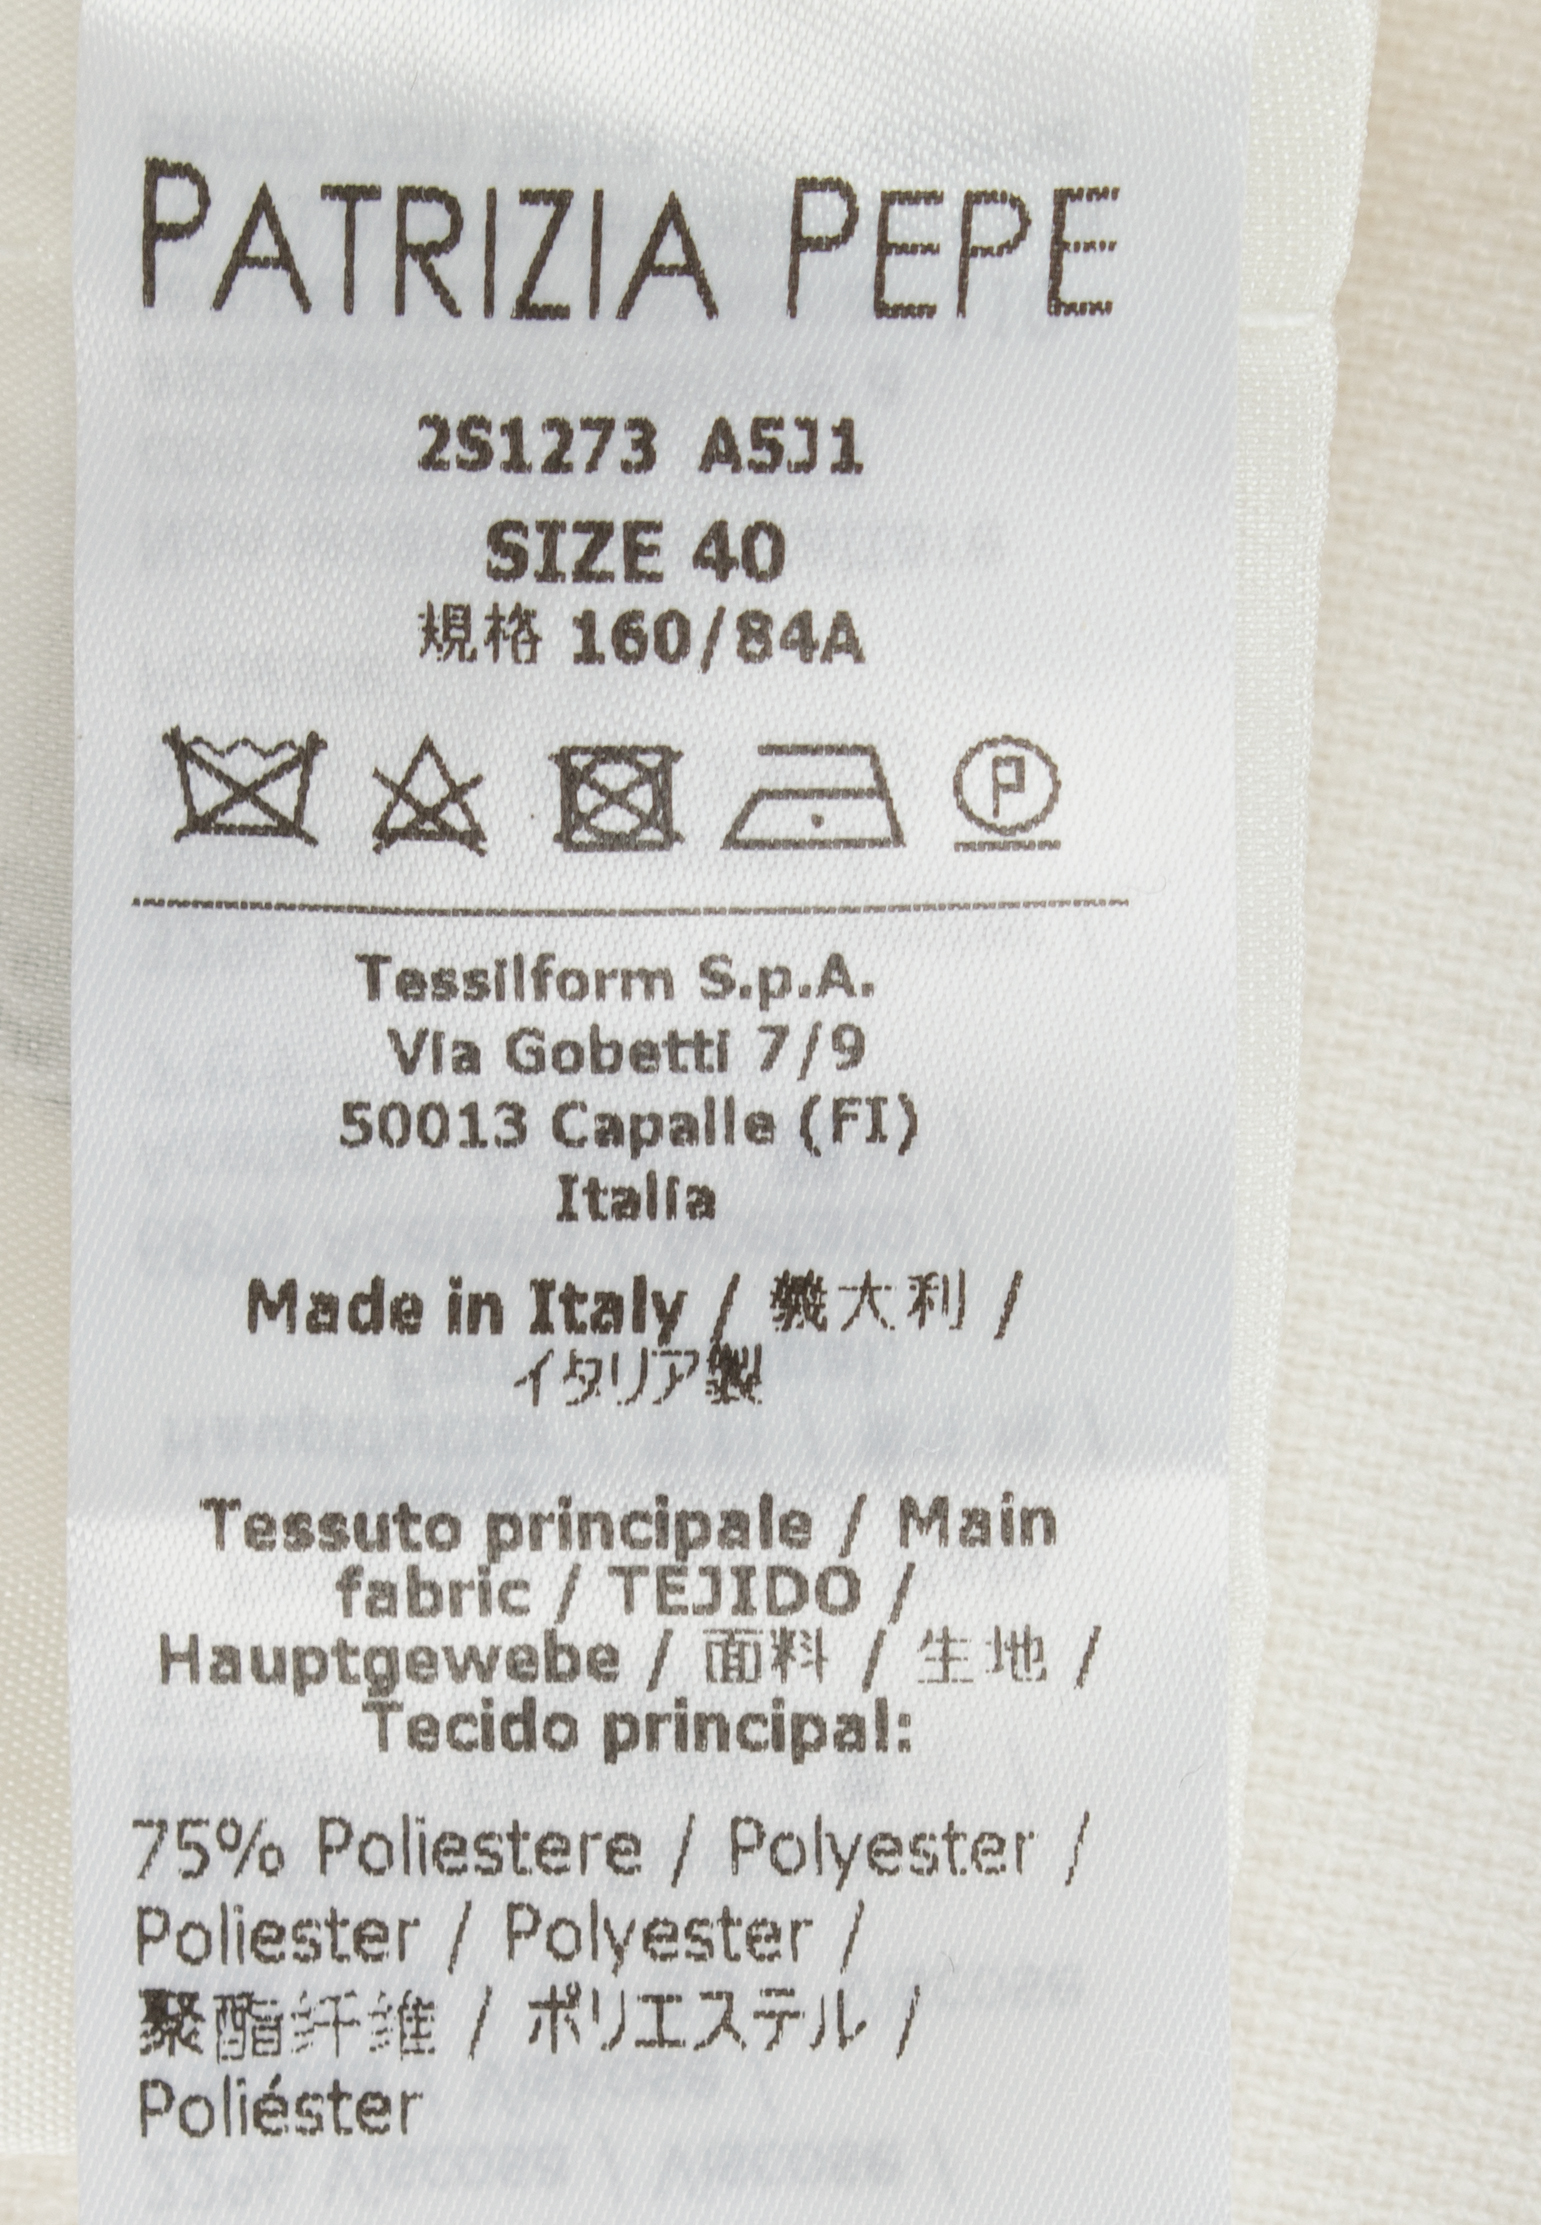 PATRIZIA PEPE
2S1273 A5J1
SIZE 40
規格 160/84A
P
Tessilform S.p.A.
Via Gobetti 7/9
50013 Capalle (FI)
Italia
Made in Italy / 義大利 /
イタリア製
Tessuto principale / Main
fabric / TEJIDO /
Hauptgewebe / 面料 / 生地 /
Tecido principal:
75% Poliestere / Polyester /
Poliester / Polyester /
聚酯纤維 / ポリエステル /
Poliéster